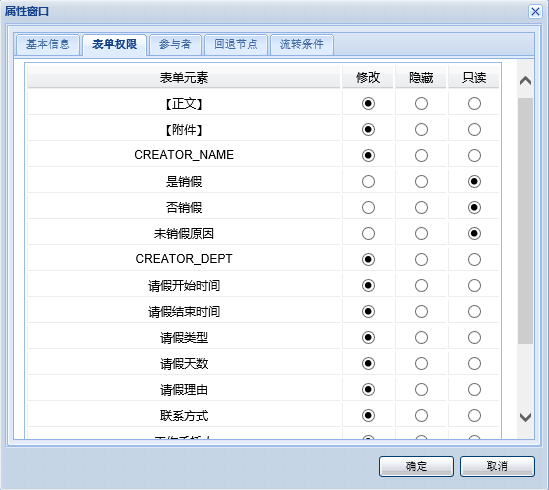 属性窗口
基本信息 表单权限 参与者 回退节点 流转条件
表单元素 修改 隐藏 只读
【正文】
【附件】
CREATOR_NAME
是销假
否销假
未销假原因
CREATOR_DEPT
请假开始时间
请假结束时间
请假类型
请假天数
请假理由
联系方式
确定 取消